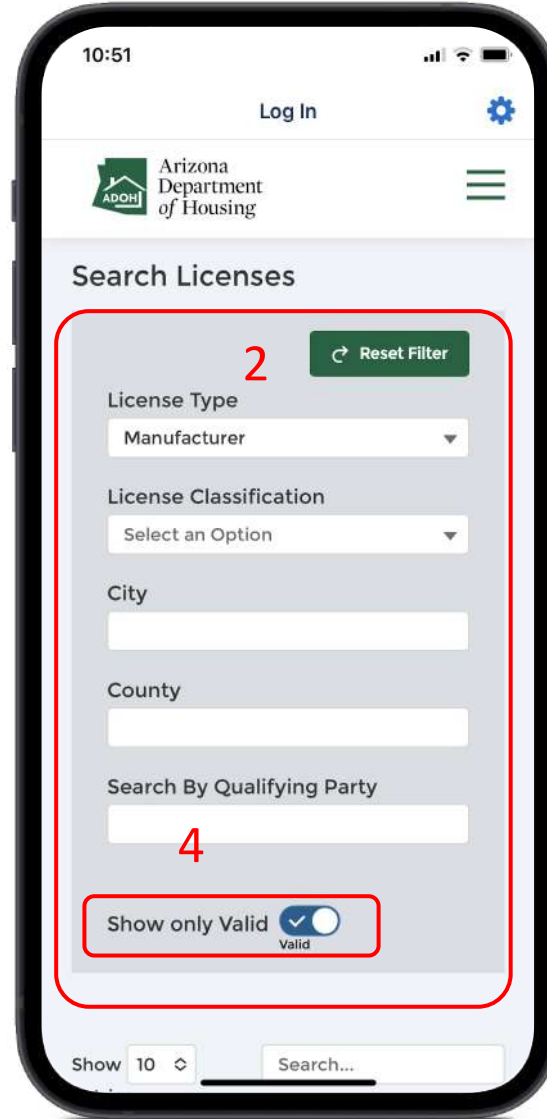 10:51
Log In
ADOH
Arizona
Department
of Housing
Search Licenses
2
Reset Filter
License Type
Manufacturer
License Classification
Select an Option
City
County
Search By Qualifying Party
4
Show only Valid
Valid
Show 10 Search...